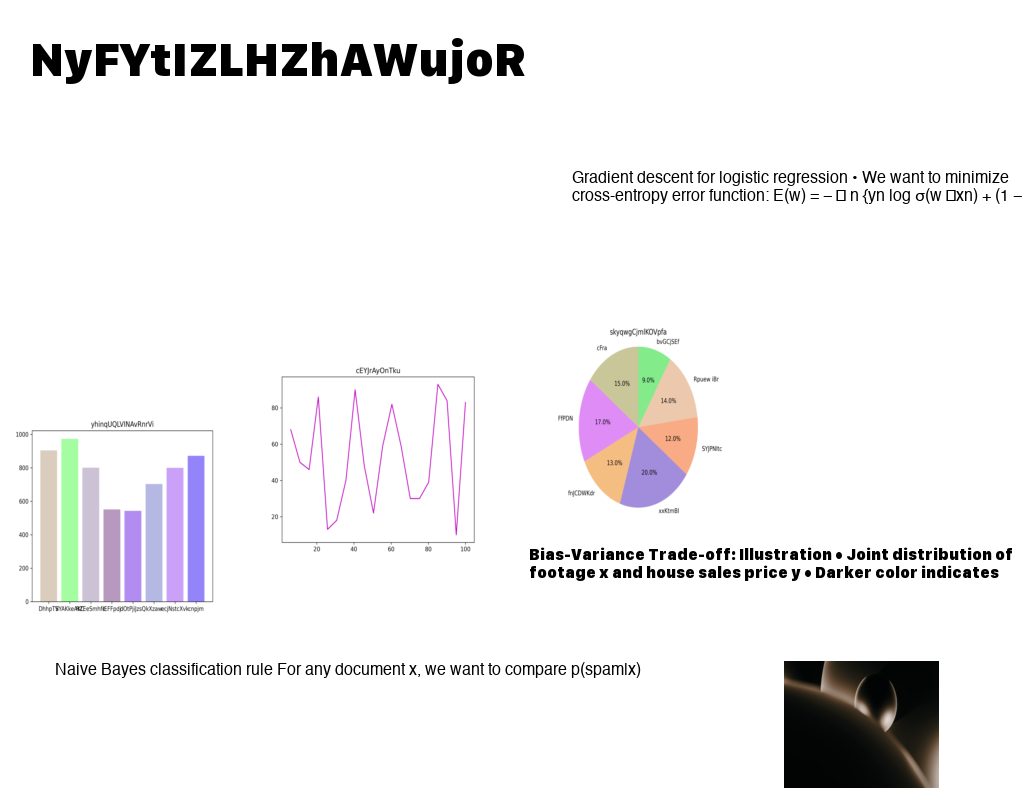 NyFYtIZLHZhAWujoR
Gradient descent for logistic regression • We want to minimize
cross-entropy error function: E(w) = – □ n {yn log σ(w □xn) + (1 –
skyqwgCjmlKOVpfa
bvGCjSEf
cFra
Rpuew iBr
15.0%
9.0%
14.0%
FfPDN
17.0%
12.0%
SYjPNltc
13.0%
20.0%
fnjCDWKdr
xxKtmBl
cEYJrAyOnTku
80
60
40
20
20 40 60 80 100
yhinqUQLVINAvRnrVi
1000
800
600
400
200
0
Bias-Variance Trade-off: Illustration • Joint distribution of
footage x and house sales price y • Darker color indicates
Naive Bayes classification rule For any document x, we want to compare p(spam|x)